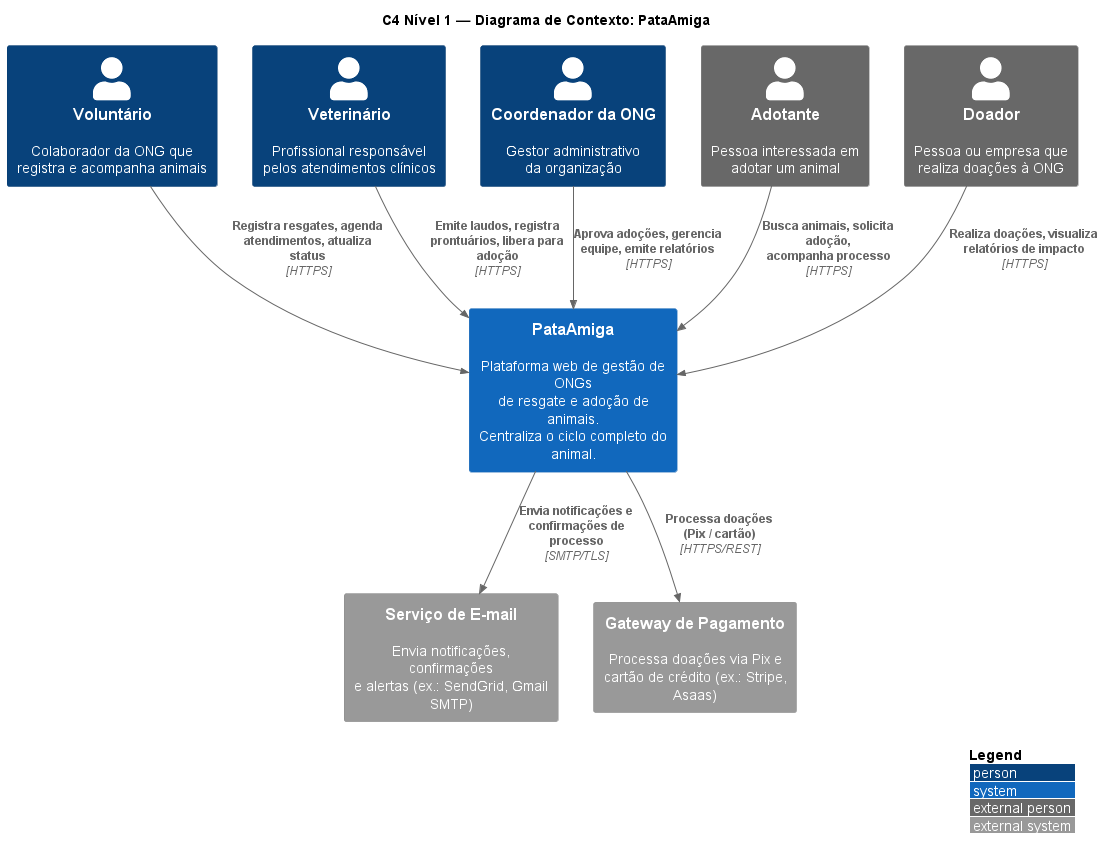 C4 Nível 1 — Diagrama de Contexto: PataAmiga
Voluntário
Colaborador da ONG que
registra e acompanha animais
Veterinário
Profissional responsável
pelos atendimentos clínicos
Coordenador da ONG
Gestor administrativo
da organização
Adotante
Pessoa interessada em
adotar um animal
Doador
Pessoa ou empresa que
realiza doações à ONG
Registra resgates, agenda
atendimentos, atualiza
status
[HTTPS]
Emite laudos, registra
prontuários, libera para
adoção
[HTTPS]
Aprova adoções, gerencia
equipe, emite relatórios
[HTTPS]
Busca animais, solicita
adoção,
acompanha processo
[HTTPS]
Realiza doações, visualiza
relatórios de impacto
[HTTPS]
PataAmiga
Plataforma web de gestão de
ONGs
de resgate e adoção de
animais.
Centraliza o ciclo completo do
animal.
Envia notificações e
confirmações de
processo
[SMTP/TLS]
Processa doações
(Pix / cartão)
[HTTPS/REST]
Serviço de E-mail
Envia notificações,
confirmações
e alertas (ex.: SendGrid, Gmail
SMTP)
Gateway de Pagamento
Processa doações via Pix e
cartão de crédito (ex.: Stripe,
Asaas)
Legend
person
system
external person
external system